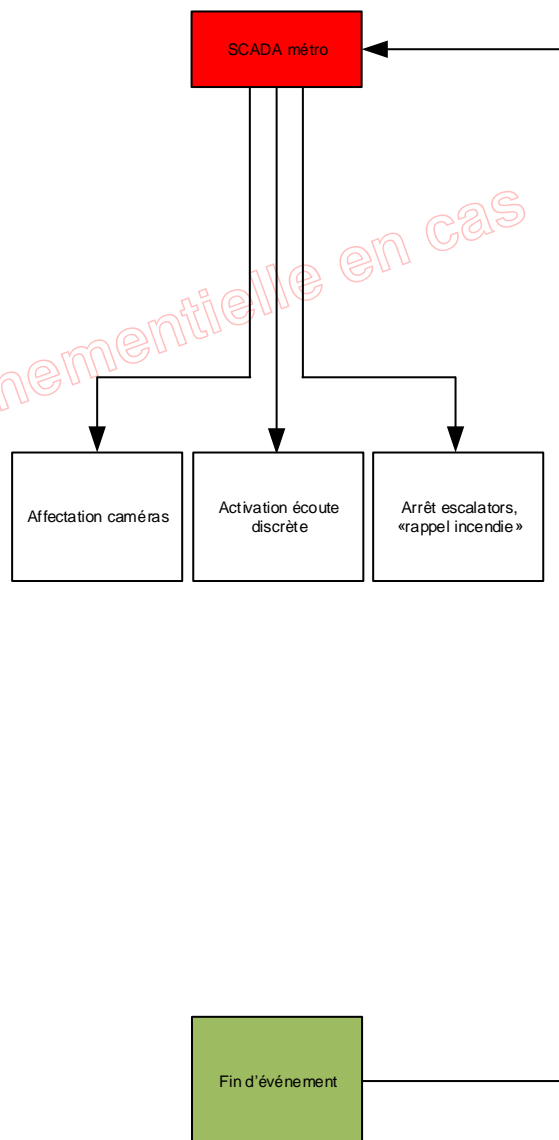 SCADA métro
nementielle en cas
Affectation caméras
Activation écoute
discrète
Arrêt escalators,
«rappel incendie»
Fin d'événement